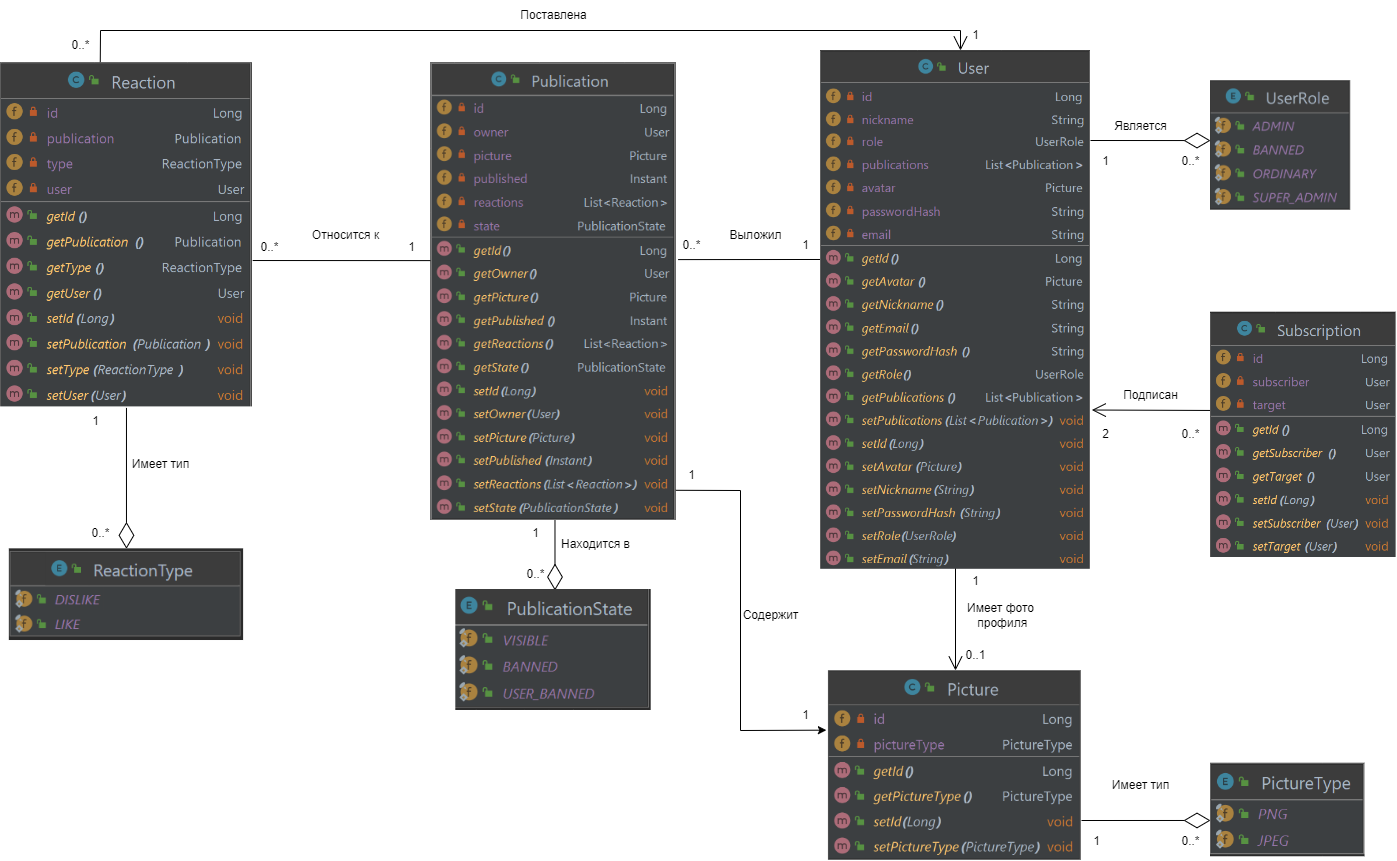 Поставлена
0..*
1
Reaction
id Long
publication Publication
type ReactionType
user User
getId () Long
getPublication () Publication
getType () ReactionType
getUser () User
setId (Long) void
setPublication (Publication ) void
setType (ReactionType ) void
setUser (User) void
0..*
Относится к
1
Publication
id Long
owner User
picture Picture
published Instant
reactions List<Reaction>
state PublicationState
getId() Long
getOwner() User
getPicture() Picture
getPublished () Instant
getReactions() List<Reaction>
getState() PublicationState
setId(Long) void
setOwner(User) void
setPicture(Picture) void
setPublished (Instant) void
setReactions(List<Reaction>) void
setState(PublicationState) void
0..*
Выложил
1
User
id Long
nickname String
role UserRole
publications List<Publication>
avatar Picture
passwordHash String
email String
getId() Long
getAvatar () Picture
getNickname() String
getEmail() String
getPasswordHash () String
getRole() UserRole
getPublications () List<Publication>
setPublications (List<Publication>) void
setId(Long) void
setAvatar (Picture) void
setNickname(String) void
setPasswordHash (String) void
setRole(UserRole) void
setEmail(String) void
Является
1
0..*
UserRole
ADMIN
BANNED
ORDINARY
SUPER_ADMIN
Подписан
2
0..*
Subscription
id Long
subscriber User
target User
getId () Long
getSubscriber () User
getTarget () User
setId (Long) void
setSubscriber (User) void
setTarget (User) void
1
Имеет тип
0..*
ReactionType
DISLIKE
LIKE
1
Находится в
0..*
PublicationState
VISIBLE
BANNED
USER_BANNED
1
Содержит
1
1
Имеет фото
профиля
0..1
Picture
id Long
pictureType PictureType
getId() Long
getPictureType() PictureType
setId(Long) void
setPictureType(PictureType) void
Имеет тип
1
0..*
PictureType
PNG
JPEG